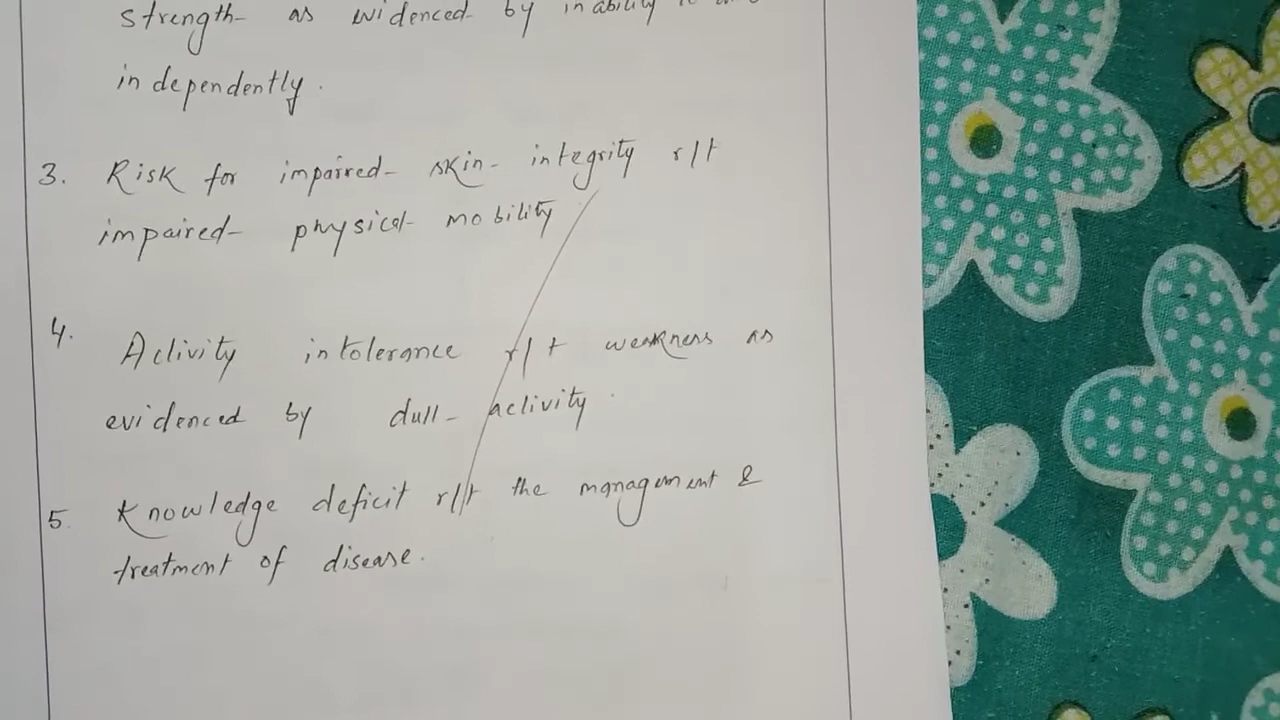 strength as evidenced by inability
independently.
3. Risk for impaired skin integrity r/t
impaired physical mobility
4. Activity intolerance r/t weakness as
evidenced by dull activity.
5. Knowledge deficit r/t the management &
treatment of disease.